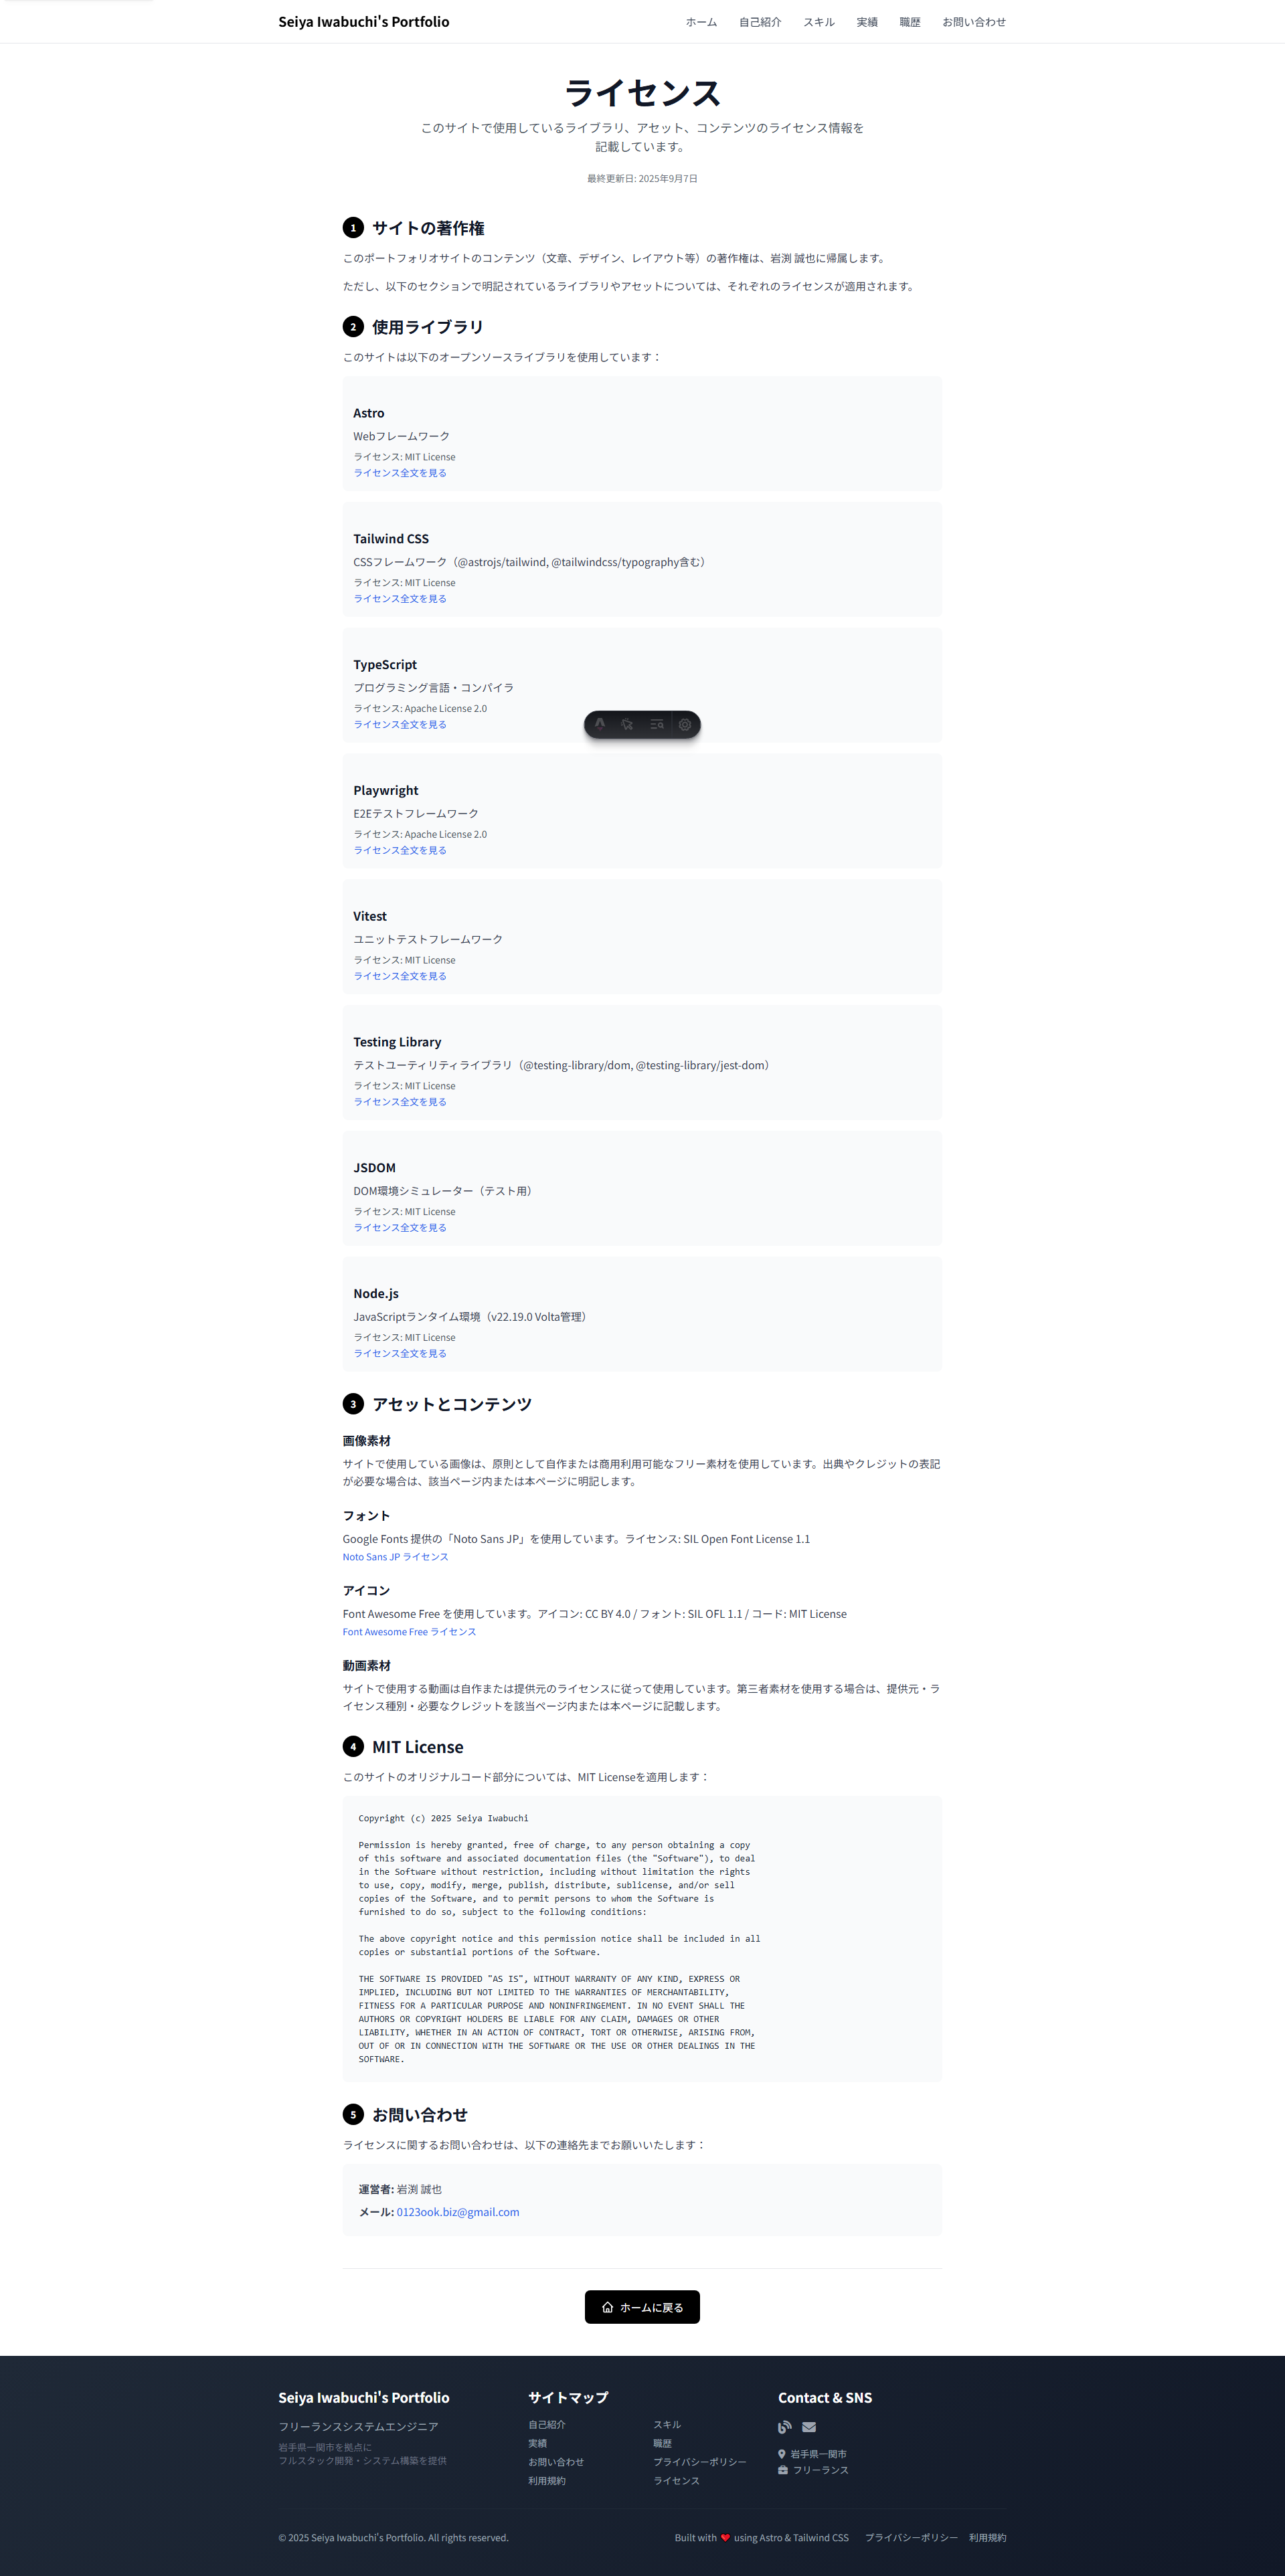 Seiya Iwabuchi's Portfolio
ホーム 自己紹介 スキル 実績 職歴 お問い合わせ
ライセンス
このサイトで使用しているライブラリ、アセット、コンテンツのライセンス情報を
記載しています。
最終更新日: 2025年9月7日
1 サイトの著作権
このポートフォリオサイトのコンテンツ（文章、デザイン、レイアウト等）の著作権は、岩渕 誠也に帰属します。
ただし、以下のセクションで明記されているライブラリやアセットについては、それぞれのライセンスが適用されます。
2 使用ライブラリ
このサイトは以下のオープンソースライブラリを使用しています：
Astro
Webフレームワーク
ライセンス: MIT License
ライセンス全文を見る
Tailwind CSS
CSSフレームワーク（@astrojs/tailwind, @tailwindcss/typography含む）
ライセンス: MIT License
ライセンス全文を見る
TypeScript
プログラミング言語・コンパイラ
ライセンス: Apache License 2.0
ライセンス全文を見る
Playwright
E2Eテストフレームワーク
ライセンス: Apache License 2.0
ライセンス全文を見る
Vitest
ユニットテストフレームワーク
ライセンス: MIT License
ライセンス全文を見る
Testing Library
テストユーティリティライブラリ（@testing-library/dom, @testing-library/jest-dom）
ライセンス: MIT License
ライセンス全文を見る
JSDOM
DOM環境シミュレーター（テスト用）
ライセンス: MIT License
ライセンス全文を見る
Node.js
JavaScriptランタイム環境（v22.19.0 Volta管理）
ライセンス: MIT License
ライセンス全文を見る
3 アセットとコンテンツ
画像素材
サイトで使用している画像は、原則として自作または商用利用可能なフリー素材を使用しています。出典やクレジットの表記
が必要な場合は、該当ページ内または本ページに明記します。
フォント
Google Fonts 提供の「Noto Sans JP」を使用しています。ライセンス: SIL Open Font License 1.1
Noto Sans JP ライセンス
アイコン
Font Awesome Free を使用しています。アイコン: CC BY 4.0 / フォント: SIL OFL 1.1 / コード: MIT License
Font Awesome Free ライセンス
動画素材
サイトで使用する動画は自作または提供元のライセンスに従って使用しています。第三者素材を使用する場合は、提供元・ラ
イセンス種別・必要なクレジットを該当ページ内または本ページに記載します。
4 MIT License
このサイトのオリジナルコード部分については、MIT Licenseを適用します：
Copyright (c) 2025 Seiya Iwabuchi
Permission is hereby granted, free of charge, to any person obtaining a copy
of this software and associated documentation files (the "Software"), to deal
in the Software without restriction, including without limitation the rights
to use, copy, modify, merge, publish, distribute, sublicense, and/or sell
copies of the Software, and to permit persons to whom the Software is
furnished to do so, subject to the following conditions:
The above copyright notice and this permission notice shall be included in all
copies or substantial portions of the Software.
THE SOFTWARE IS PROVIDED "AS IS", WITHOUT WARRANTY OF ANY KIND, EXPRESS OR
IMPLIED, INCLUDING BUT NOT LIMITED TO THE WARRANTIES OF MERCHANTABILITY,
FITNESS FOR A PARTICULAR PURPOSE AND NONINFRINGEMENT. IN NO EVENT SHALL THE
AUTHORS OR COPYRIGHT HOLDERS BE LIABLE FOR ANY CLAIM, DAMAGES OR OTHER
LIABILITY, WHETHER IN AN ACTION OF CONTRACT, TORT OR OTHERWISE, ARISING FROM,
OUT OF OR IN CONNECTION WITH THE SOFTWARE OR THE USE OR OTHER DEALINGS IN THE
SOFTWARE.
5 お問い合わせ
ライセンスに関するお問い合わせは、以下の連絡先までお願いいたします：
運営者: 岩渕 誠也
メール: 0123ook.biz@gmail.com
ホームに戻る
Seiya Iwabuchi's Portfolio
フリーランスシステムエンジニア
岩手県一関市を拠点に
フルスタック開発・システム構築を提供
サイトマップ
自己紹介 スキル
実績 職歴
お問い合わせ プライバシーポリシー
利用規約 ライセンス
Contact & SNS
岩手県一関市
フリーランス
© 2025 Seiya Iwabuchi's Portfolio. All rights reserved.
Built with ❤️ using Astro & Tailwind CSS プライバシーポリシー 利用規約